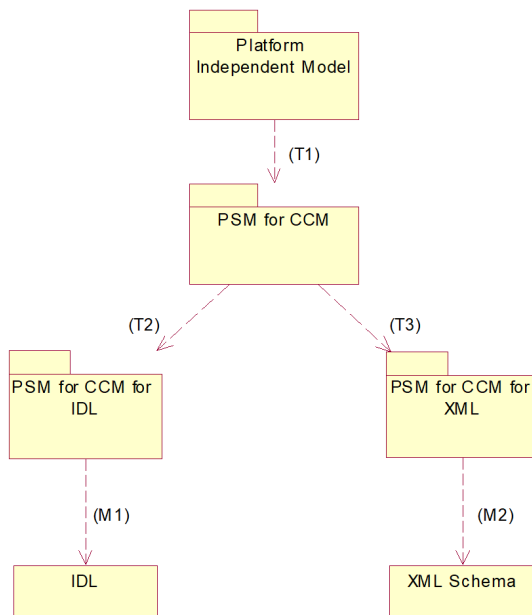 Platform
Independent Model
(T1)
PSM for CCM
(T2)
(T3)
PSM for CCM for
IDL
PSM for CCM for
XML
(M1)
(M2)
IDL
XML Schema